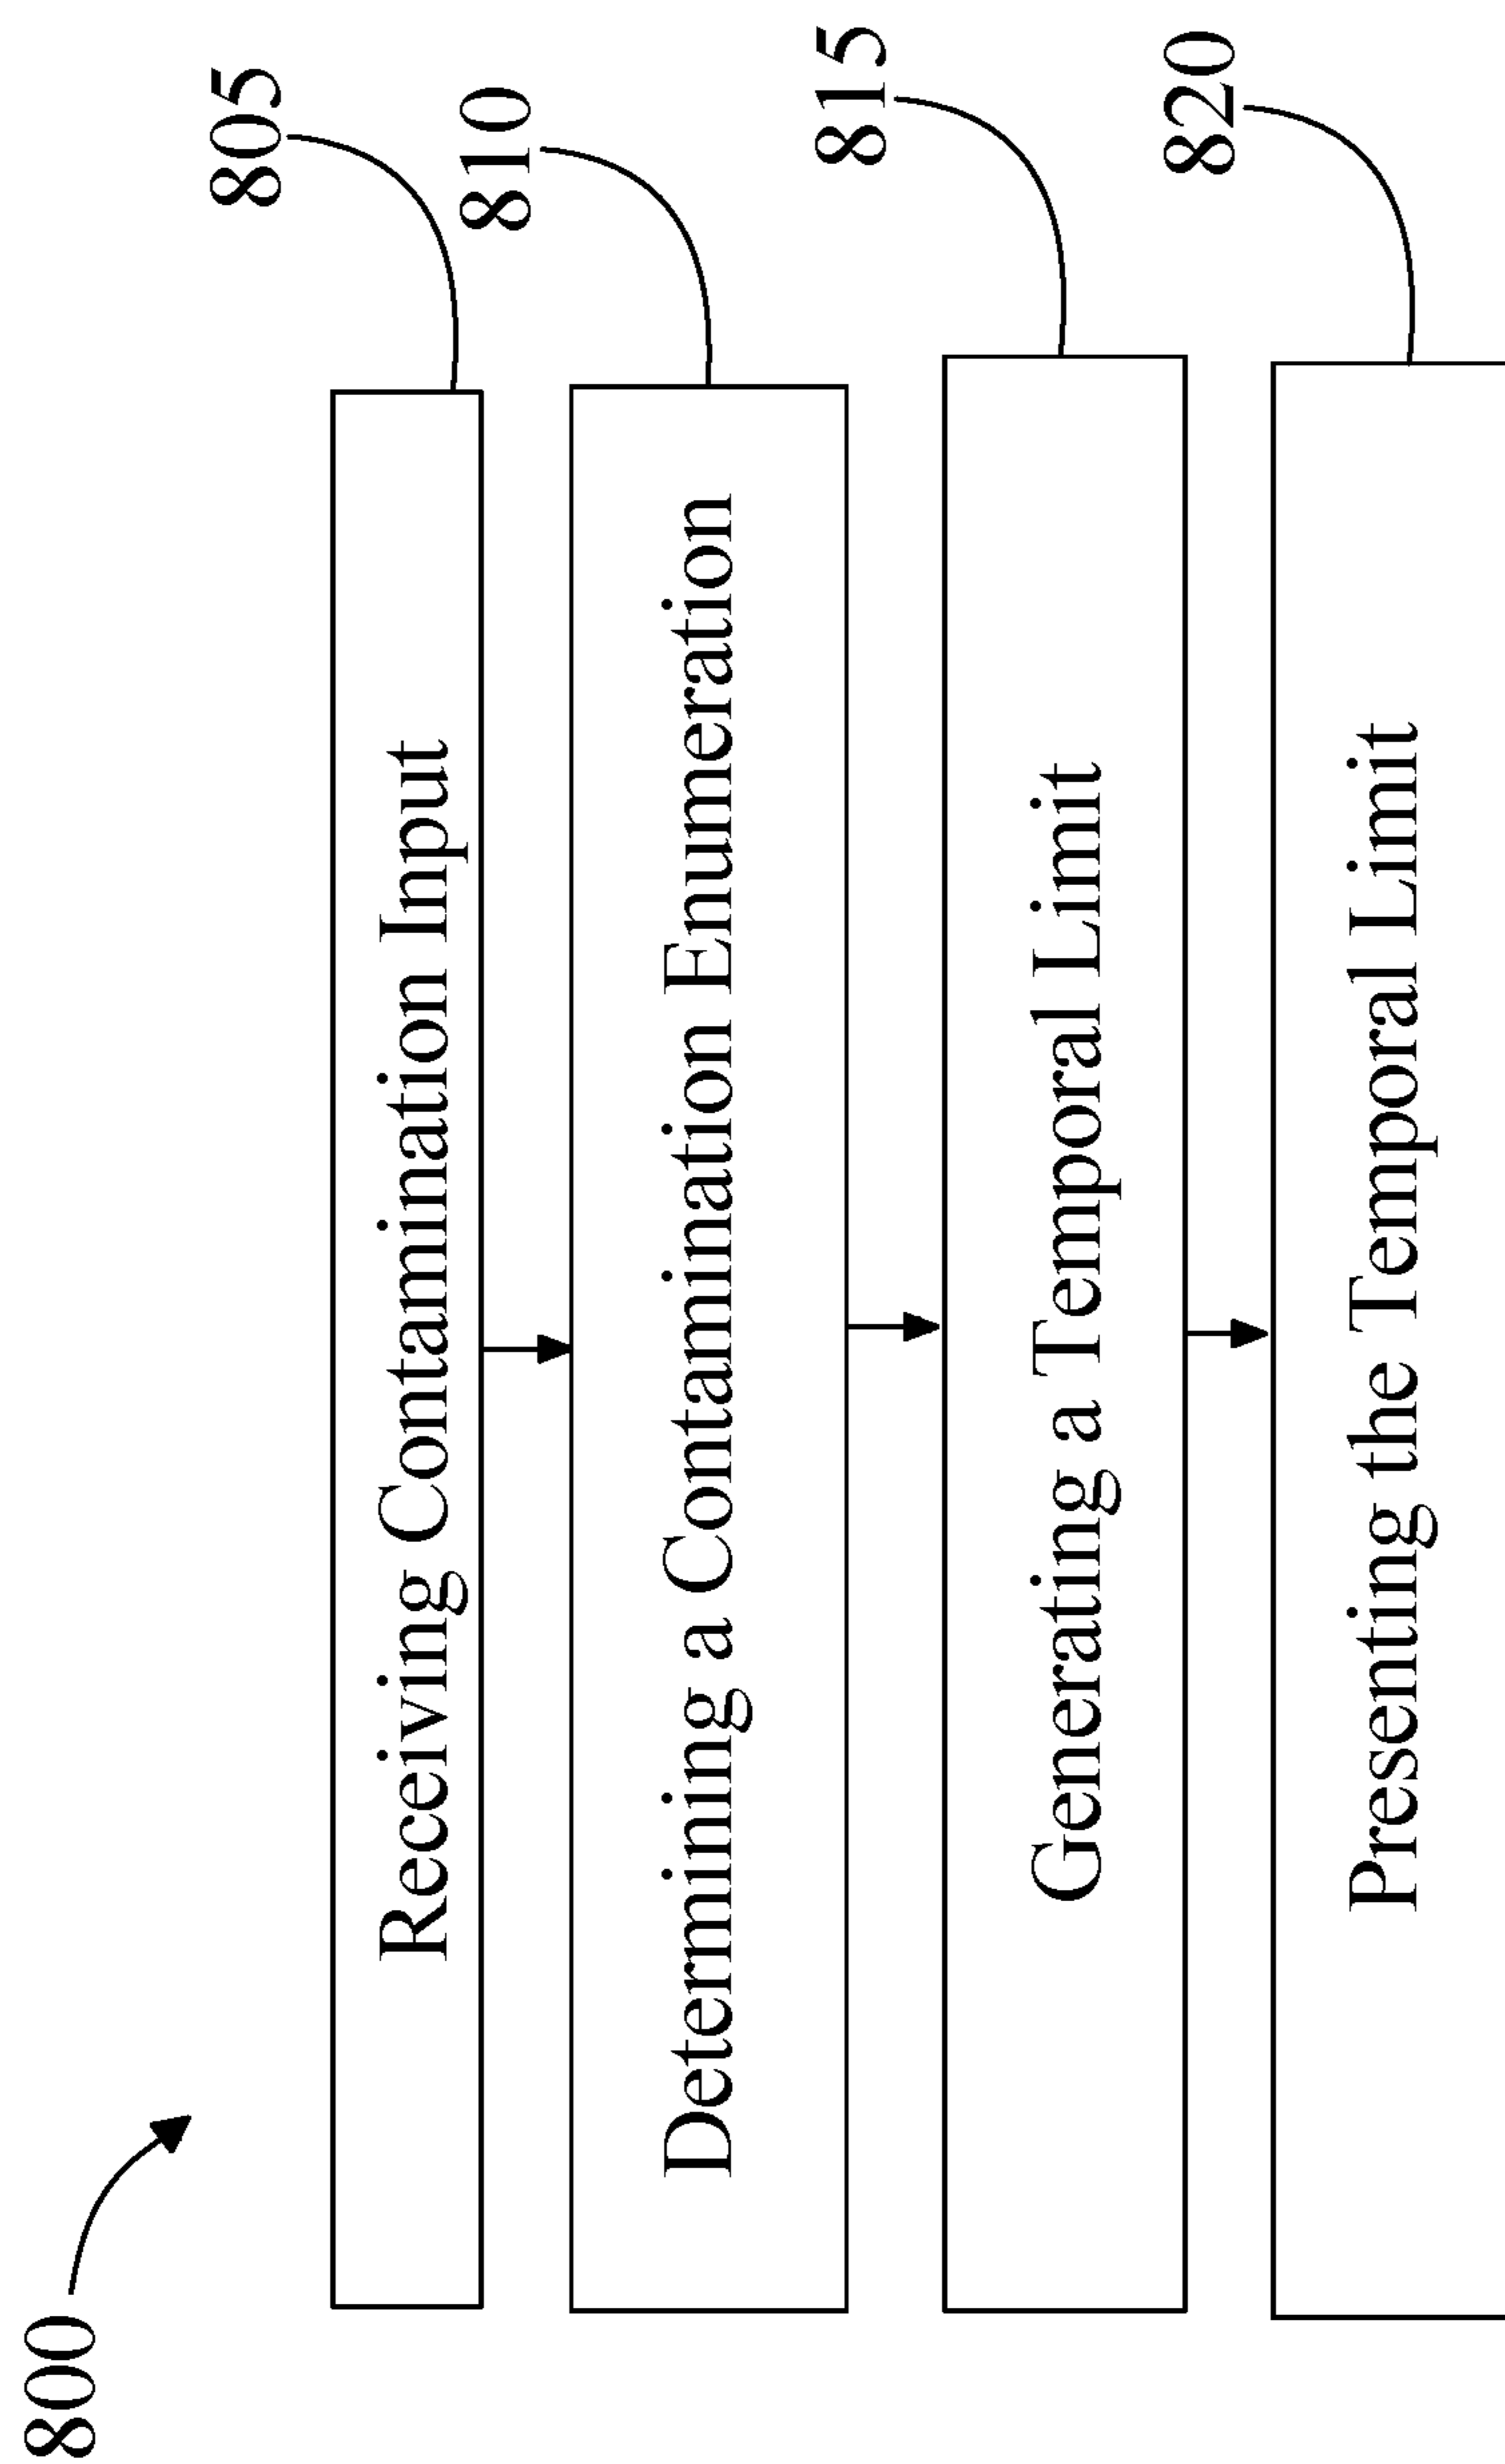 800
805
Receiving Contamination Input
810
Determining a Contamination Enumeration
815
Generating a Temporal Limit
820
Presenting the Temporal Limit